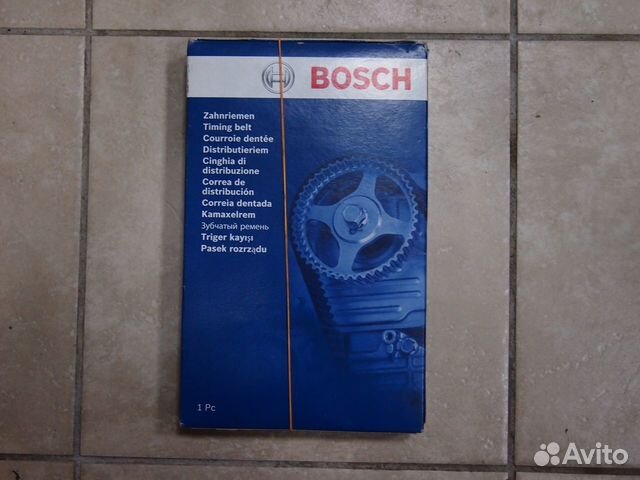 BOSCH
Zahnriemen
Timing belt
Courroie dentée
Distributieriem
Cinghia di
distribuzione
Correa de
distribución
Correia dentada
Kamaxelrem
Зубчатый ремень
Triger kayışı
Pasek rozrządu
1 Pc
Avito